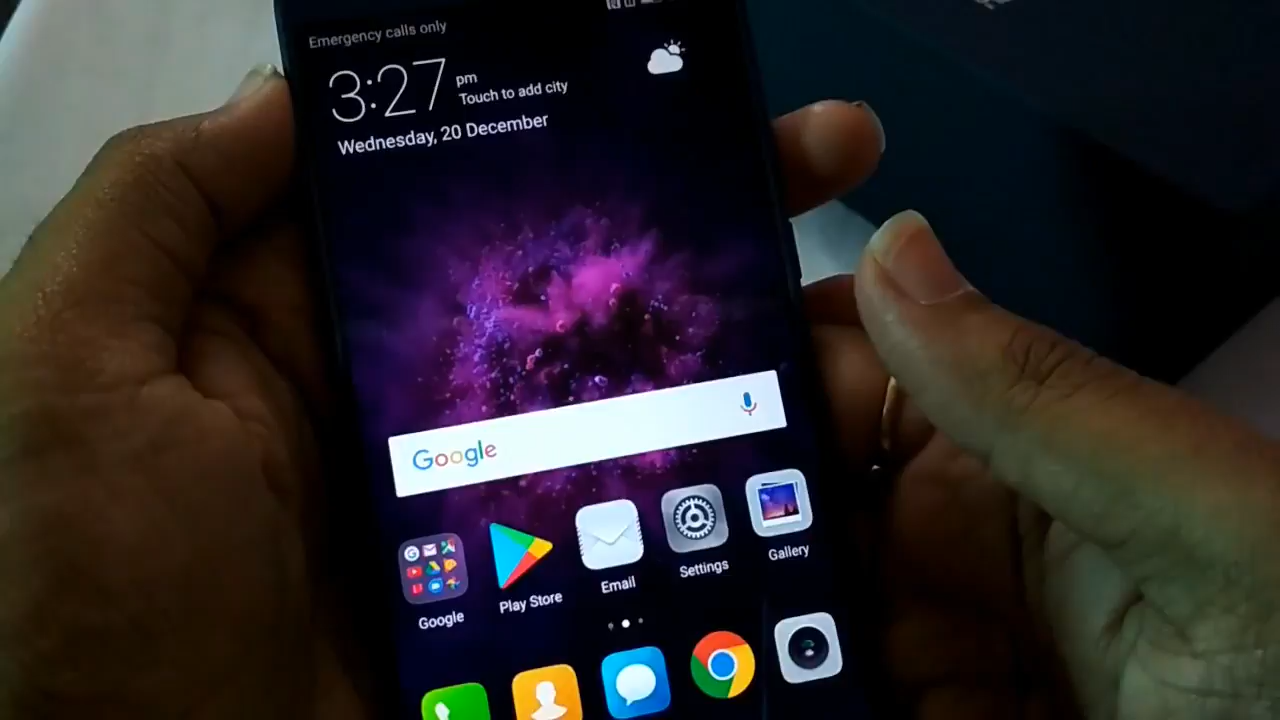 Emergency calls only
3:27 pm
Touch to add city
Wednesday, 20 December
Google
Google
Play Store
Email
Settings
Gallery